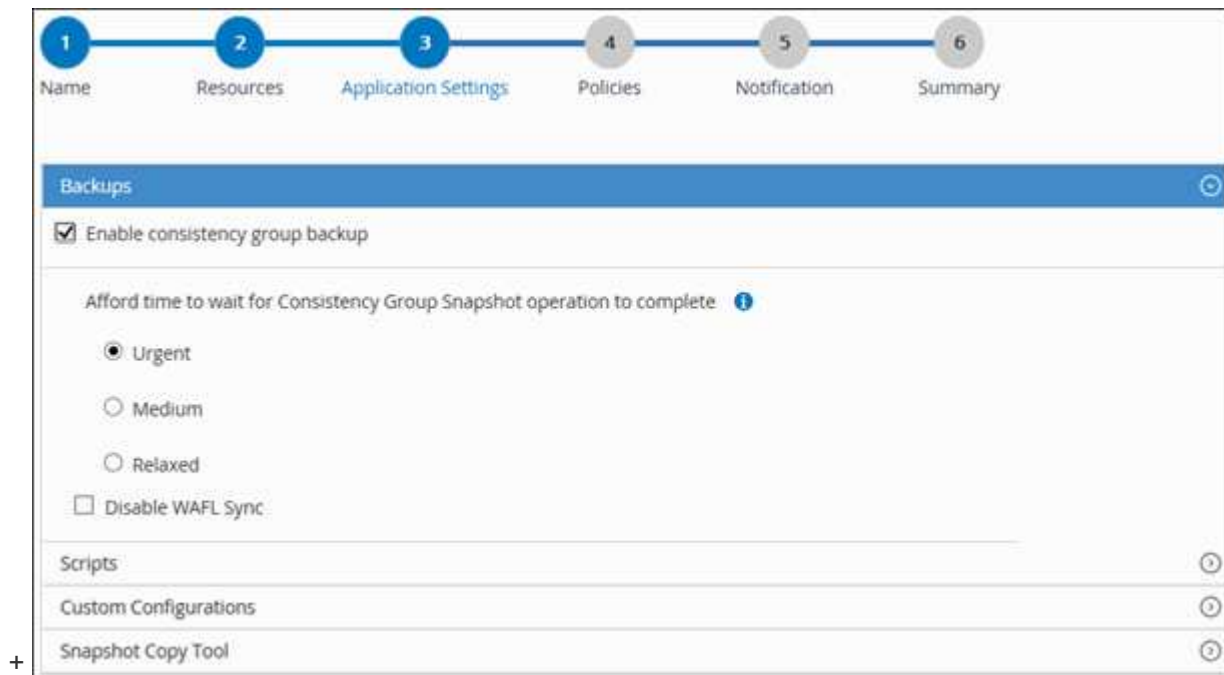 1 2 3 4 5 6
Name Resources Application Settings Policies Notification Summary
Backups
Enable consistency group backup
Afford time to wait for Consistency Group Snapshot operation to complete i
Urgent
Medium
Relaxed
Disable WAFL Sync
Scripts
Custom Configurations
Snapshot Copy Tool
+